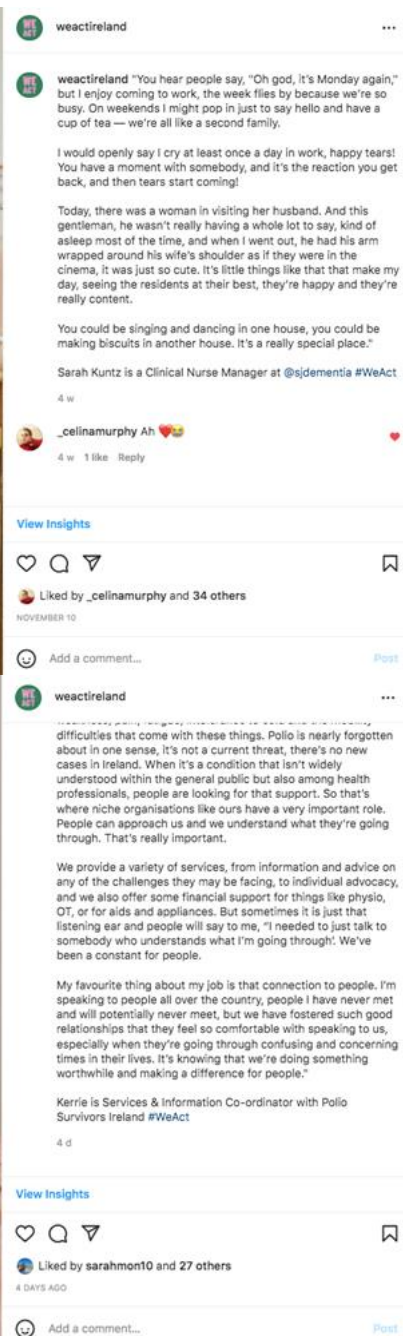 weactireland
weactireland "You hear people say, "Oh god, it's Monday again,"
but I enjoy coming to work, the week flies by because we're so
busy. On weekends I might pop in just to say hello and have a
cup of tea — we're all like a second family.
I would openly say I cry at least once a day in work, happy tears!
You have a moment with somebody, and it's the reaction you get
back, and then tears start coming!
Today, there was a woman in visiting her husband. And this
gentleman, he wasn't really having a whole lot to say, kind of
asleep most of the time, and when I went out, he had his arm
wrapped around his wife's shoulder as if they were in the
cinema, it was just so cute. It's little things like that that make my
day, seeing the residents at their best, they're happy and they're
really content.
You could be singing and dancing in one house, you could be
making biscuits in another house. It's a really special place."
Sarah Kuntz is a Clinical Nurse Manager at @sjdementia #WeAct
4 w
_celinamurphy Ah ❤️😂
4 w 1 like Reply
View Insights
Liked by _celinamurphy and 34 others
NOVEMBER 10
Add a comment...
Post
weactireland
difficulties that come with these things. Polio is nearly forgotten
about in one sense, it's not a current threat, there's no new
cases in Ireland. When it's a condition that isn't widely
understood within the general public but also among health
professionals, people are looking for that support. So that's
where niche organisations like ours have a very important role.
People can approach us and we understand what they're going
through. That's really important.
We provide a variety of services, from information and advice on
any of the challenges they may be facing, to individual advocacy,
and we also offer some financial support for things like physio,
OT, or for aids and appliances. But sometimes it is just that
listening ear and people will say to me, "I needed to just talk to
somebody who understands what I'm going through'. We've
been a constant for people.
My favourite thing about my job is that connection to people. I'm
speaking to people all over the country, people I have never met
and will potentially never meet, but we have fostered such good
relationships that they feel so comfortable with speaking to us,
especially when they're going through confusing and concerning
times in their lives. It's knowing that we're doing something
worthwhile and making a difference for people."
Kerrie is Services & Information Co-ordinator with Polio
Survivors Ireland #WeAct
4 d
View Insights
Liked by sarahmon10 and 27 others
4 DAYS AGO
Add a comment...
Post